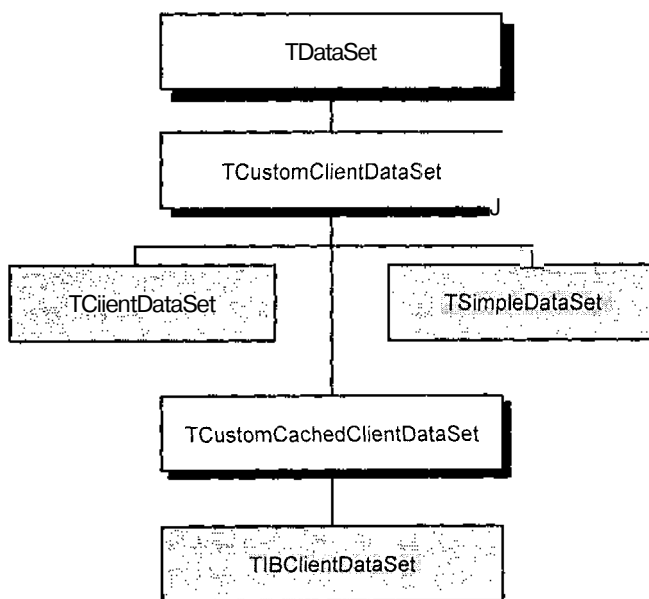 TDataSet
TCustomClientDataSet
TCiientDataSet
TSimpleDataSet
TCustomCachedClientDataSet
TIBClientDataSet